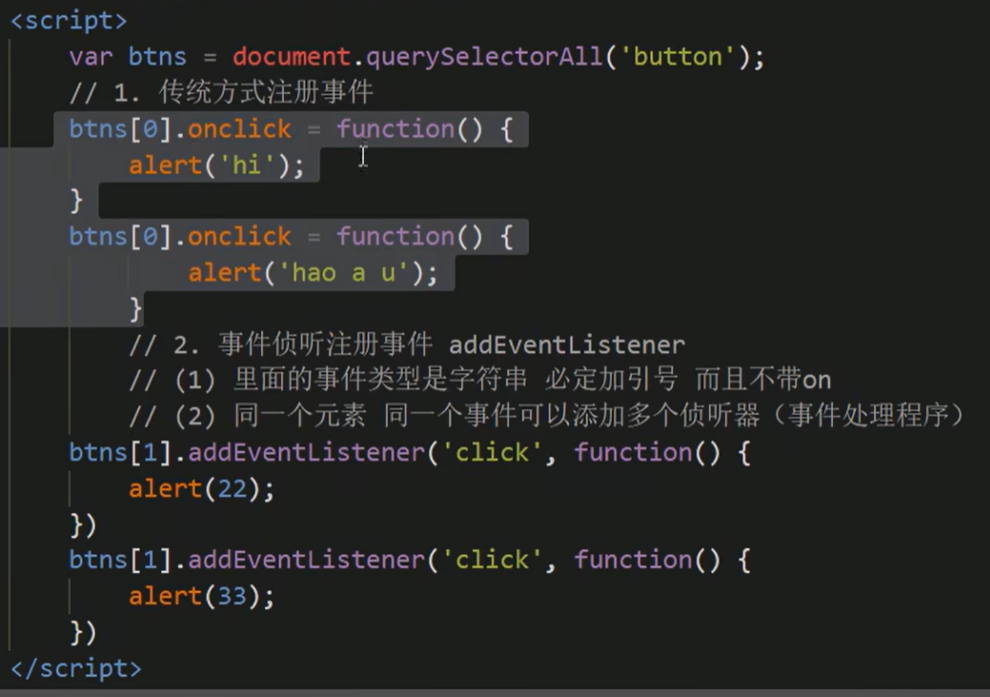 <script>
var btns = document.querySelectorAll('button');
// 1. 传统方式注册事件
btns[0].onclick = function() {
alert('hi');
}
btns[0].onclick = function() {
alert('hao a u');
}
// 2. 事件侦听注册事件 addEventListener
// (1) 里面的事件类型是字符串 必定加引号 而且不带on
// (2) 同一个元素 同一个事件可以添加多个侦听器（事件处理程序）
btns[1].addEventListener('click', function() {
alert(22);
})
btns[1].addEventListener('click', function() {
alert(33);
})
</script>